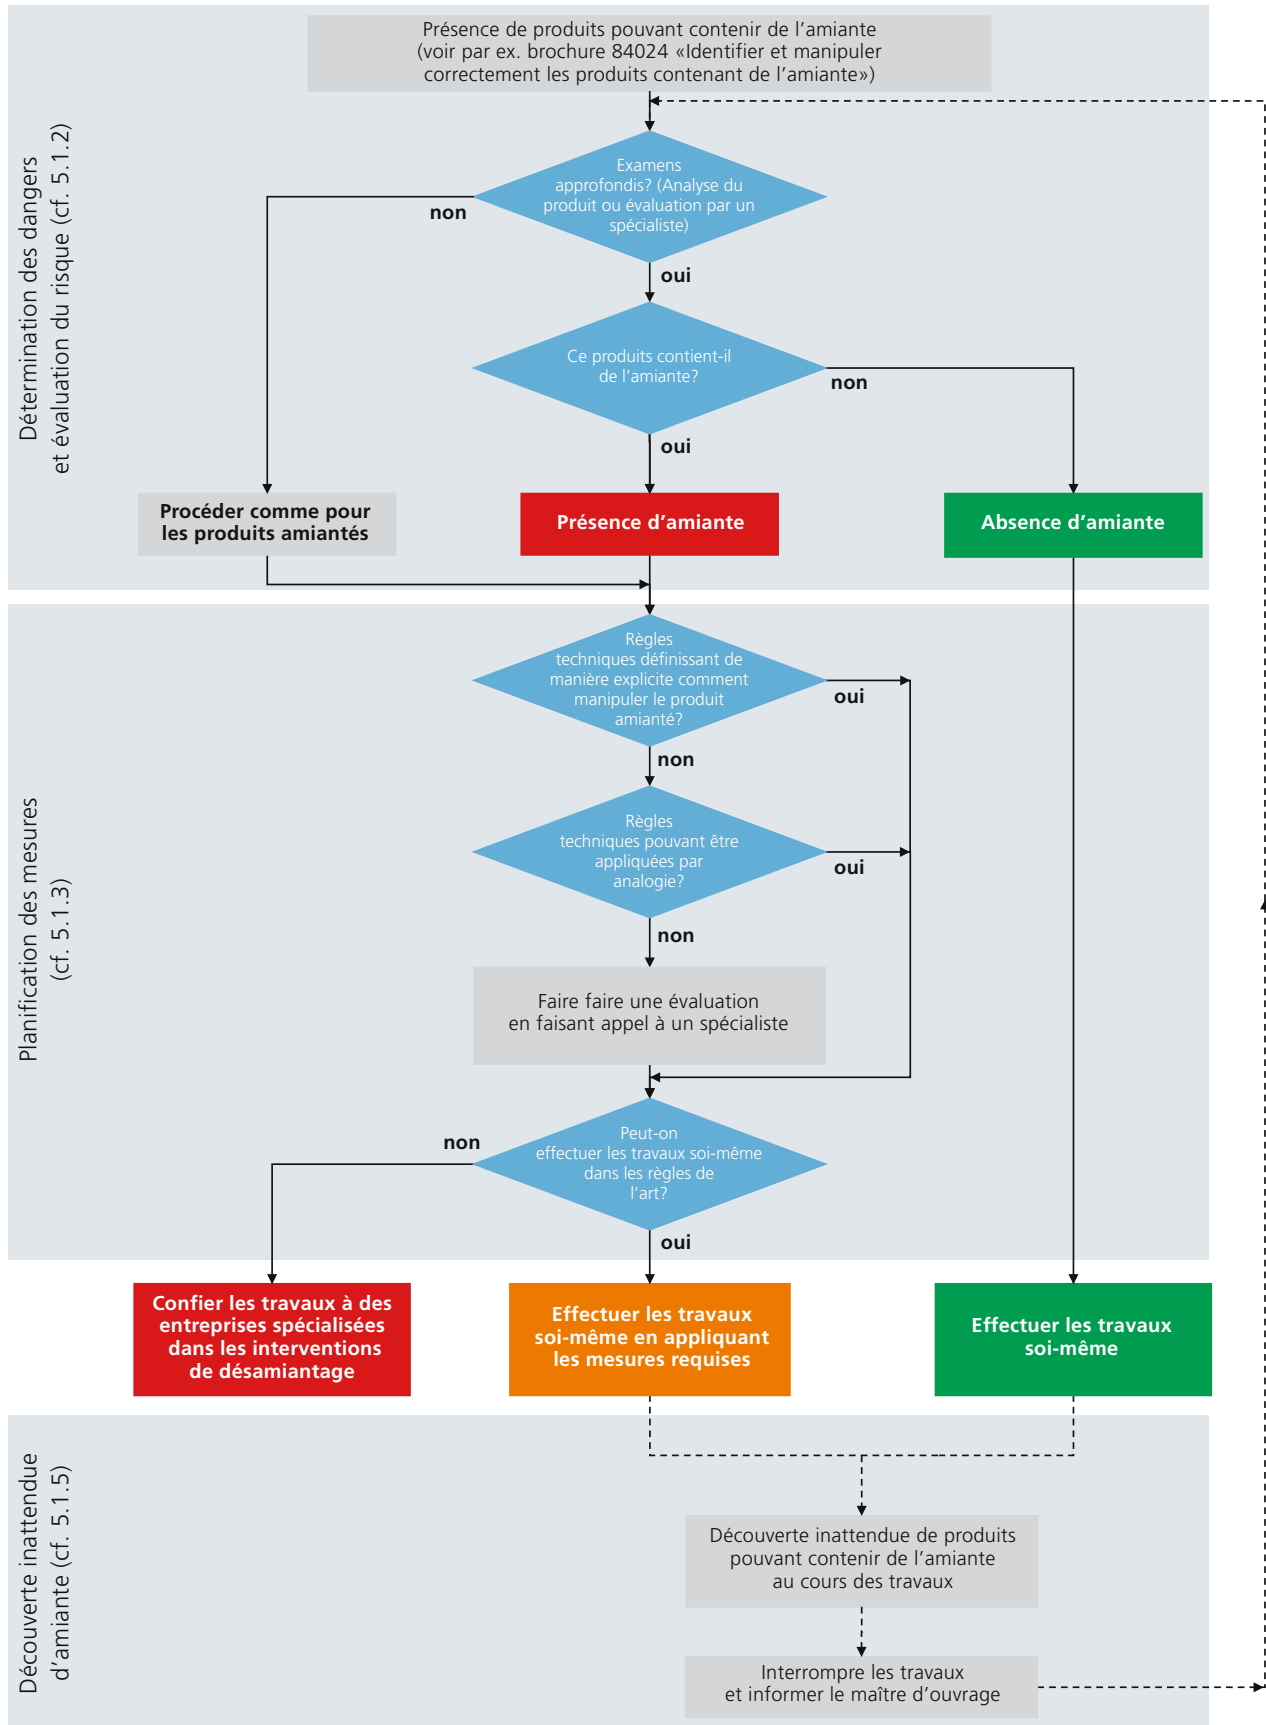 Présence de produits pouvant contenir de l’amiante
(voir par ex. brochure 84024 «Identifier et manipuler
correctement les produits contenant de l’amiante»)
Détermination des dangers
et évaluation du risque (cf. 5.1.2)
Examens
approfondis? (Analyse du
produit ou évaluation par un
spécialiste)
non
oui
Ce produits contient-il
de l’amiante?
non
oui
Procéder comme pour
les produits amiantés
Présence d’amiante
Absence d’amiante
Planification des mesures
(cf. 5.1.3)
Règles
techniques définissant de
manière explicite comment
manipuler le produit
amianté?
oui
non
Règles
techniques pouvant être
appliquées par
analogie?
oui
non
Faire faire une évaluation
en faisant appel à un spécialiste
Peut-on
effectuer les travaux soi-même
dans les règles de
l’art?
non
oui
Confier les travaux à des
entreprises spécialisées
dans les interventions
de désamiantage
Effectuer les travaux
soi-même en appliquant
les mesures requises
Effectuer les travaux
soi-même
Découverte inattendue
d’amiante (cf. 5.1.5)
Découverte inattendue de produits
pouvant contenir de l’amiante
au cours des travaux
Interrompre les travaux
et informer le maître d’ouvrage